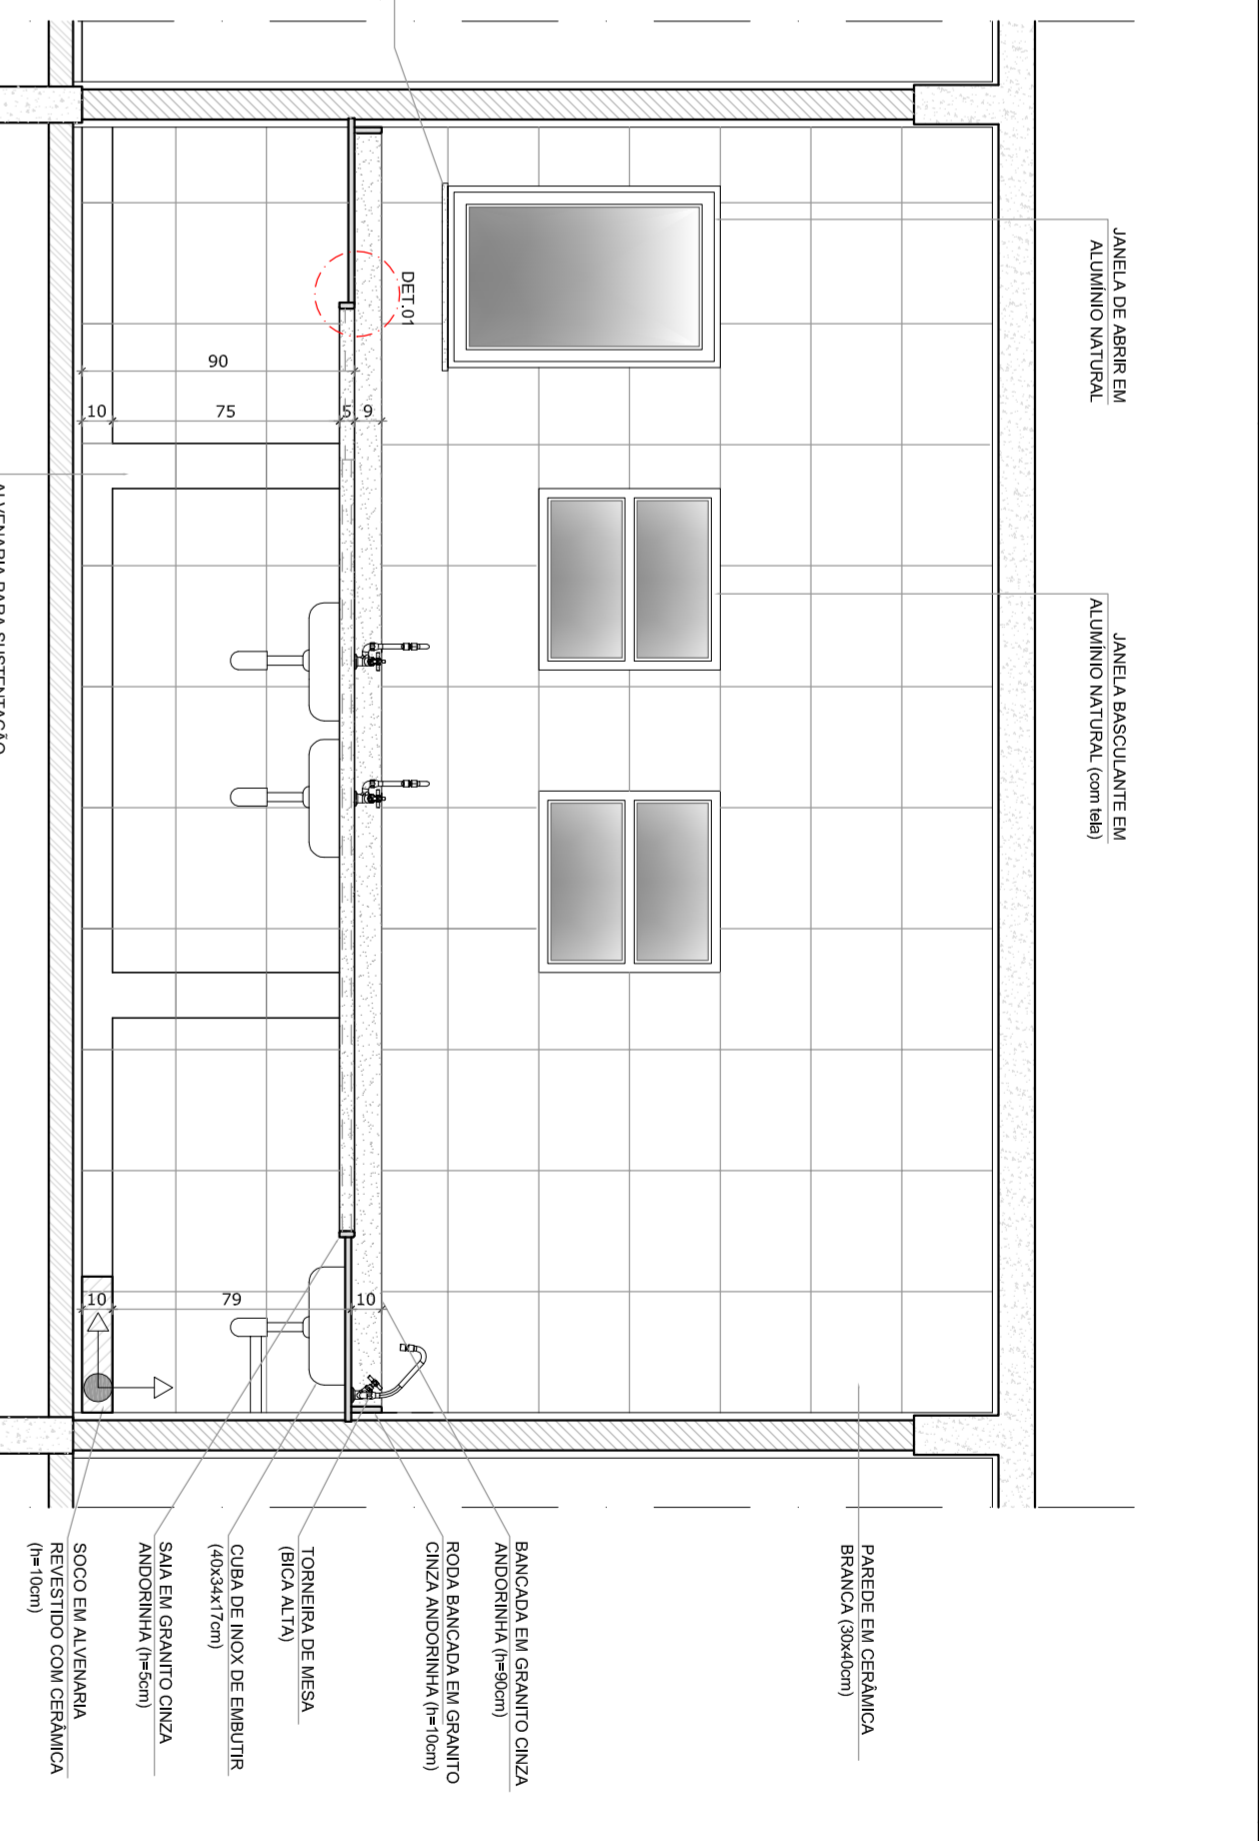 JANELA DE ABRIR EM
ALUMÍNIO NATURAL
JANELA BASCULANTE EM
ALUMÍNIO NATURAL (com tela)
DET.01
90
10
75
5
9
10
79
10
PAREDE EM CERÂMICA
BRANCA (30x40cm)
BANCADA EM GRANITO CINZA
ANDORINHA (h=90cm)
RODA BANCADA EM GRANITO
CINZA ANDORINHA (h=10cm)
TORNEIRA DE MESA
(BICA ALTA)
CUBA DE INOX DE EMBUTIR
(40x34x17cm)
SAIA EM GRANITO CINZA
ANDORINHA (h=5cm)
SOCO EM ALVENARIA
REVESTIDO COM CERÂMICA
(h=10cm)
ALVENARIA PARA SUSTENTAÇÃO